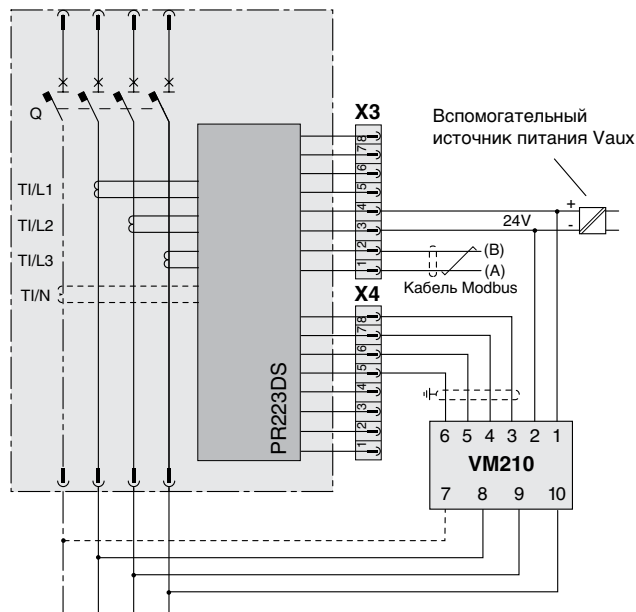 Q
TI/L1
TI/L2
TI/L3
TI/N
PR223DS
X3
8
7
6
5
4
3
2
1
Вспомогательный
источник питания Vaux
+
-
24V
(B)
(A)
Кабель Modbus
X4
8
7
6
5
4
3
2
1
6 5 4 3 2 1
VM210
7 8 9 10